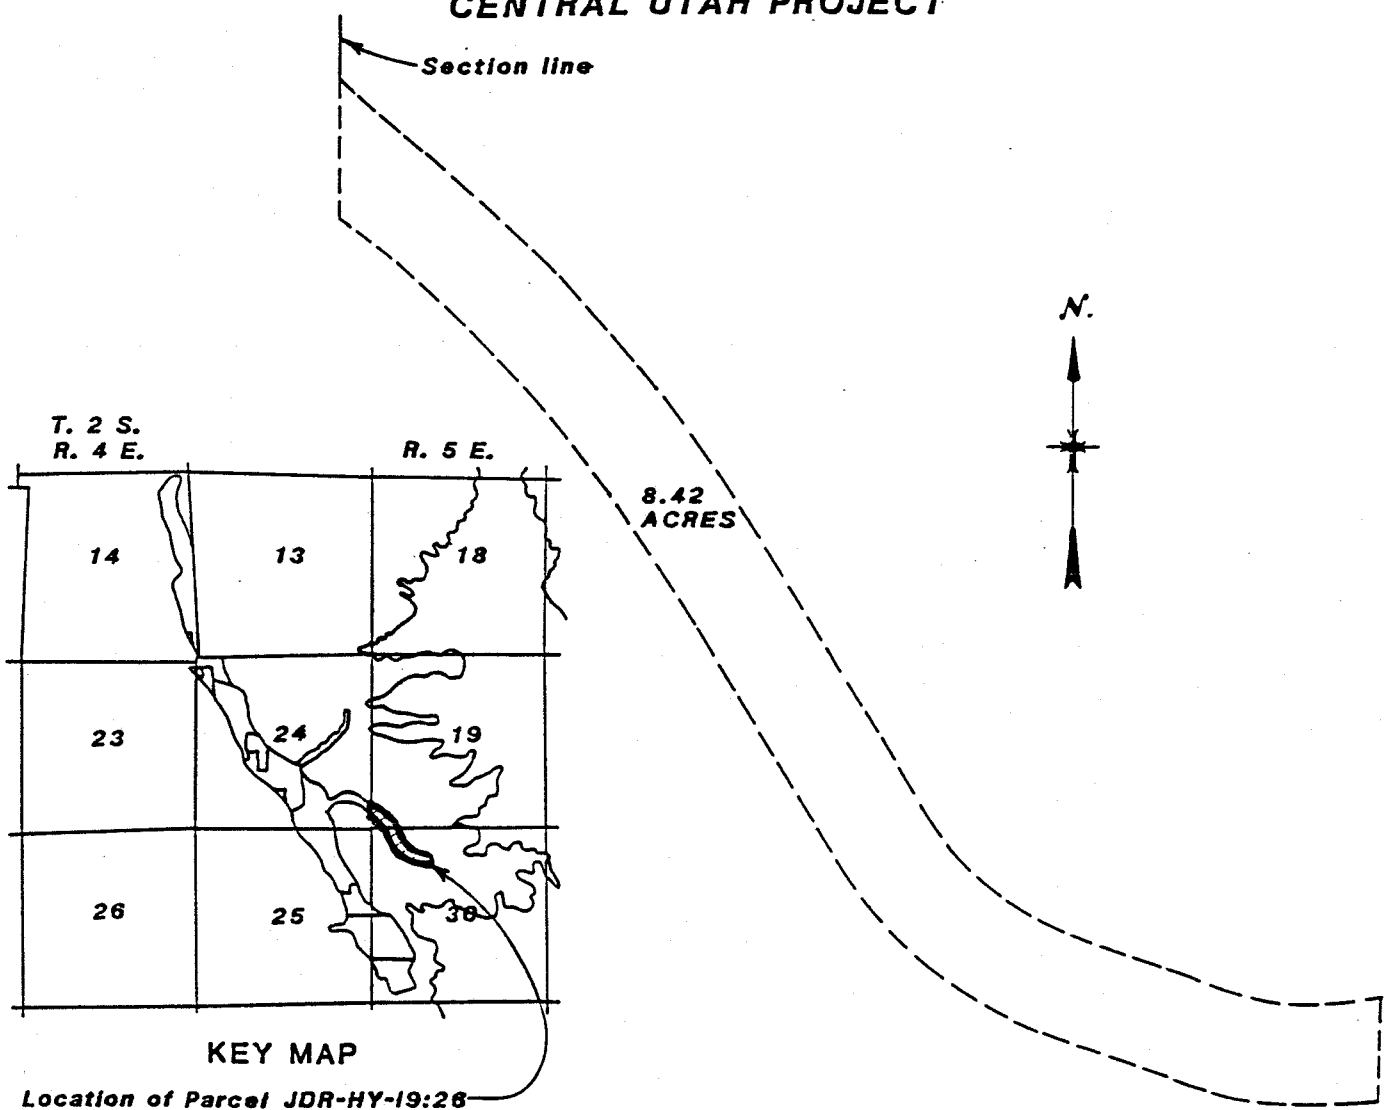 CENTRAL UTAH PROJECT
Section line
N.
T. 2 S.
R. 4 E.
R. 5 E.
8.42
ACRES
14
13
18
23
24
19
26
25
30
KEY MAP
Location of Parcel JDR-HY-19:26